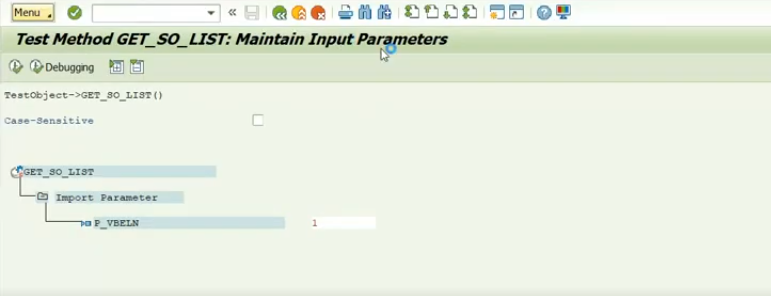 Menu
Test Method GET_SO_LIST: Maintain Input Parameters
Debugging
TestObject->GET_SO_LIST()
Case-Sensitive
GET_SO_LIST
Import Parameter
P_VBELN 1